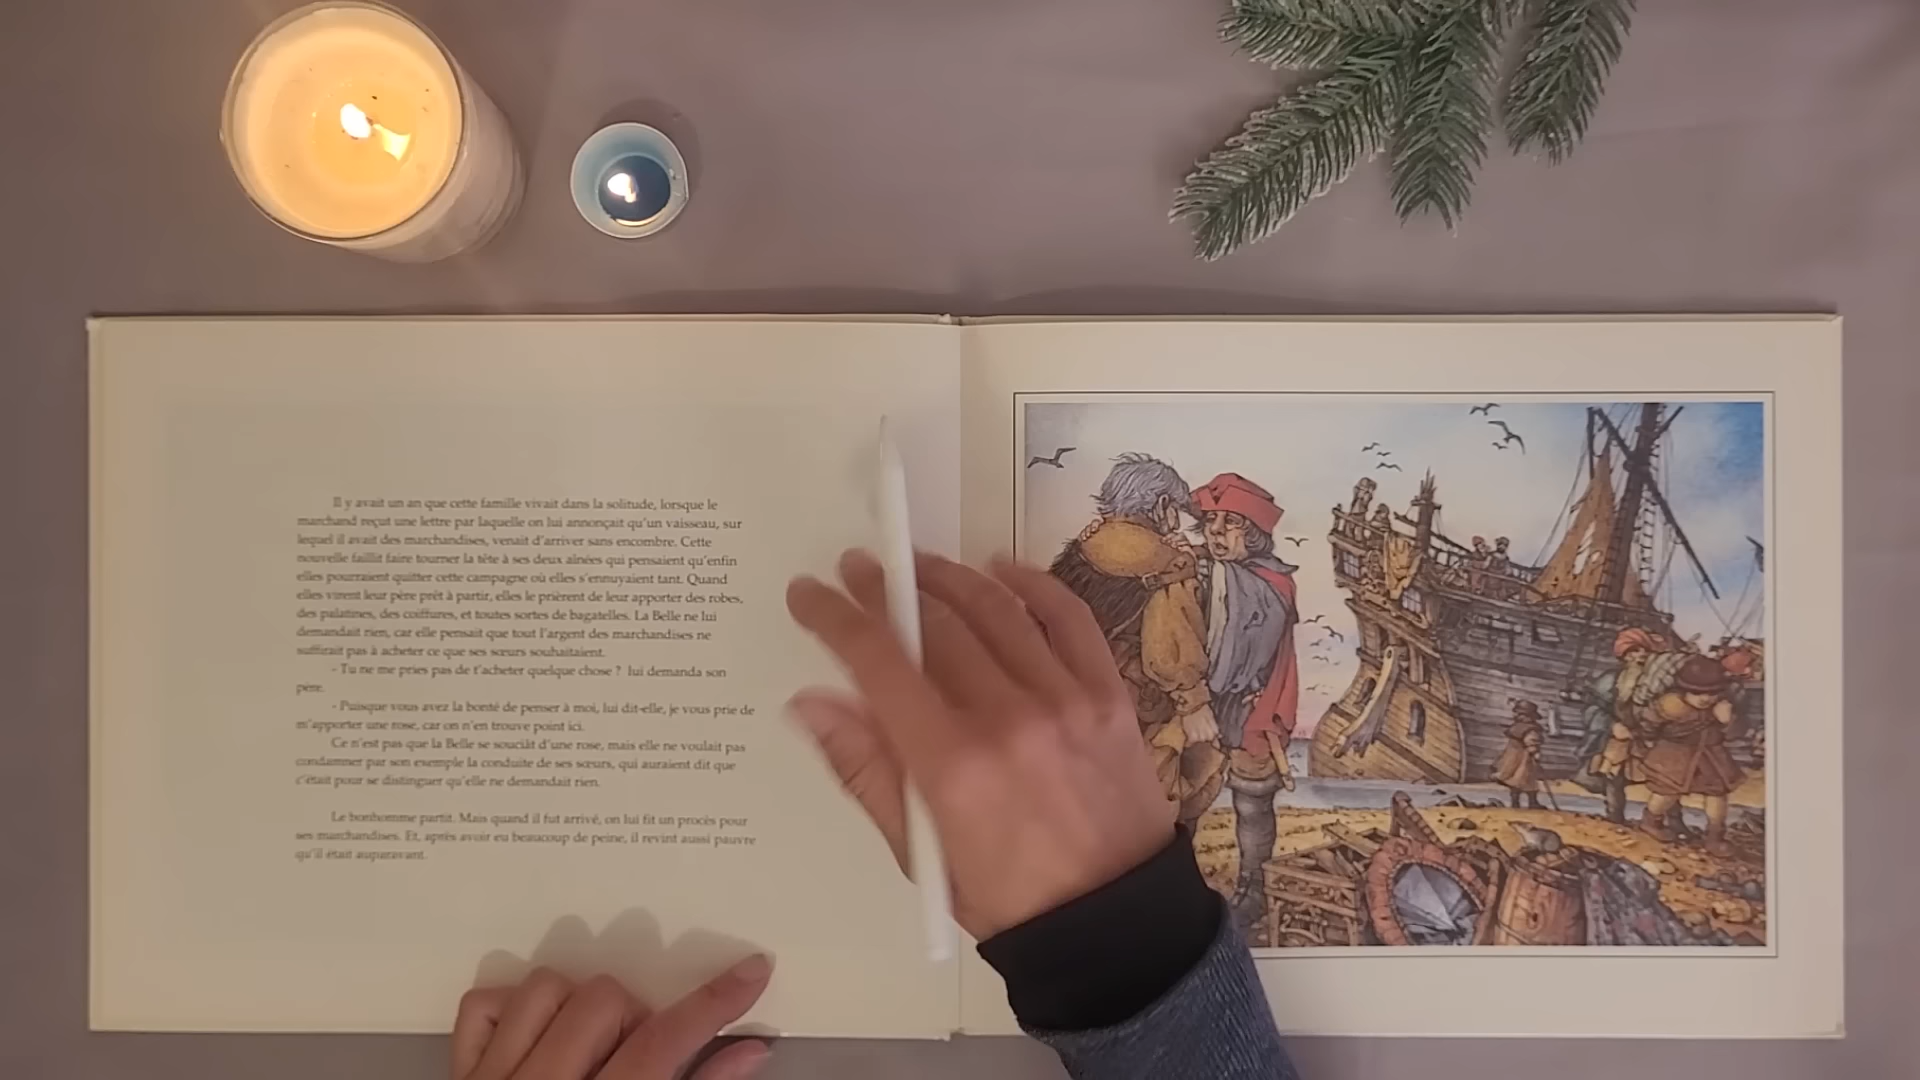 Il y avait un an que cette famille vivait dans la solitude, lorsque le
marchand reçut une lettre par laquelle on lui annonçait qu'un vaisseau, sur
lequel il avait des marchandises, venait d'arriver sans encombre. Cette
nouvelle faillit faire tourner la tête à ses deux aînées qui pensaient qu'enfin
elles pourraient quitter cette campagne où elles s'ennuyaient tant. Quand
elles virent leur père prêt à partir, elles le prièrent de leur apporter des robes,
des palatines, des coiffures, et toutes sortes de bagatelles. La Belle ne lui
demandait rien, car elle pensait que tout l'argent des marchandises ne
suffirait pas à acheter ce que ses sœurs souhaitaient.
- Tu ne me pries pas de t'acheter quelque chose ? lui demanda son
père.
- Puisque vous avez la bonté de penser à moi, lui dit-elle, je vous prie de
m'apporter une rose, car on n'en trouve point ici.
Ce n'est pas que la Belle se souciât d'une rose, mais elle ne voulait pas
condamner par son exemple la conduite de ses sœurs, qui auraient dit que
c'était pour se distinguer qu'elle ne demandait rien.
Le bonhomme partit. Mais quand il fut arrivé, on lui fit un procès pour
ses marchandises. Et, après avoir eu beaucoup de peine, il revint aussi pauvre
qu'il était auparavant.